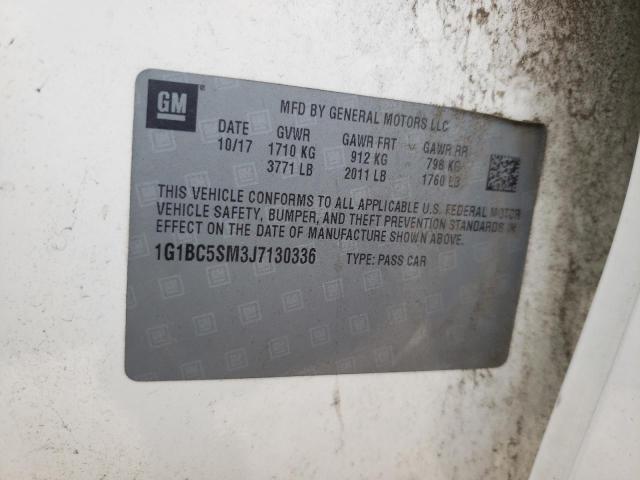 GM
MFD BY GENERAL MOTORS LLC
DATE GVWR GAWR FRT GAWR RR
10/17 1710 KG 912 KG 798 KG
3771 LB 2011 LB 1760 LB
THIS VEHICLE CONFORMS TO ALL APPLICABLE U.S. FEDERAL MOTOR
VEHICLE SAFETY, BUMPER, AND THEFT PREVENTION STANDARDS IN
EFFECT ON THE DATE OF MANUFACTURE SHOWN ABOVE.
1G1BC5SM3J7130336 TYPE: PASS CAR